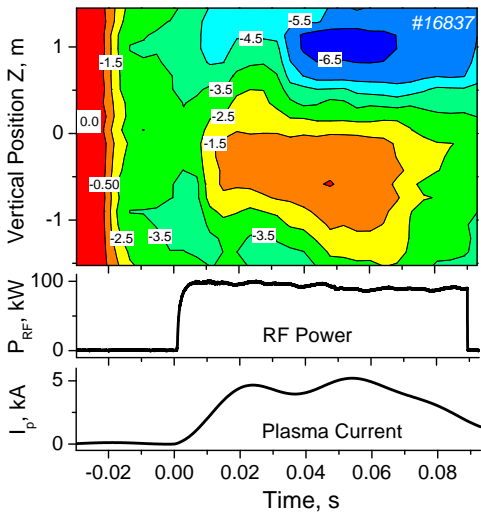 #16837
Vertical Position Z, m
1
0
-1
-5.5
-1.5
-4.5
-6.5
-3.5
0.0
-2.5
-1.5
-0.50
-2.5
-3.5
-3.5
P_RF, kW
100
0
RF Power
I_p, kA
5
0
Plasma Current
-0.02 0.00 0.02 0.04 0.06 0.08
Time, s